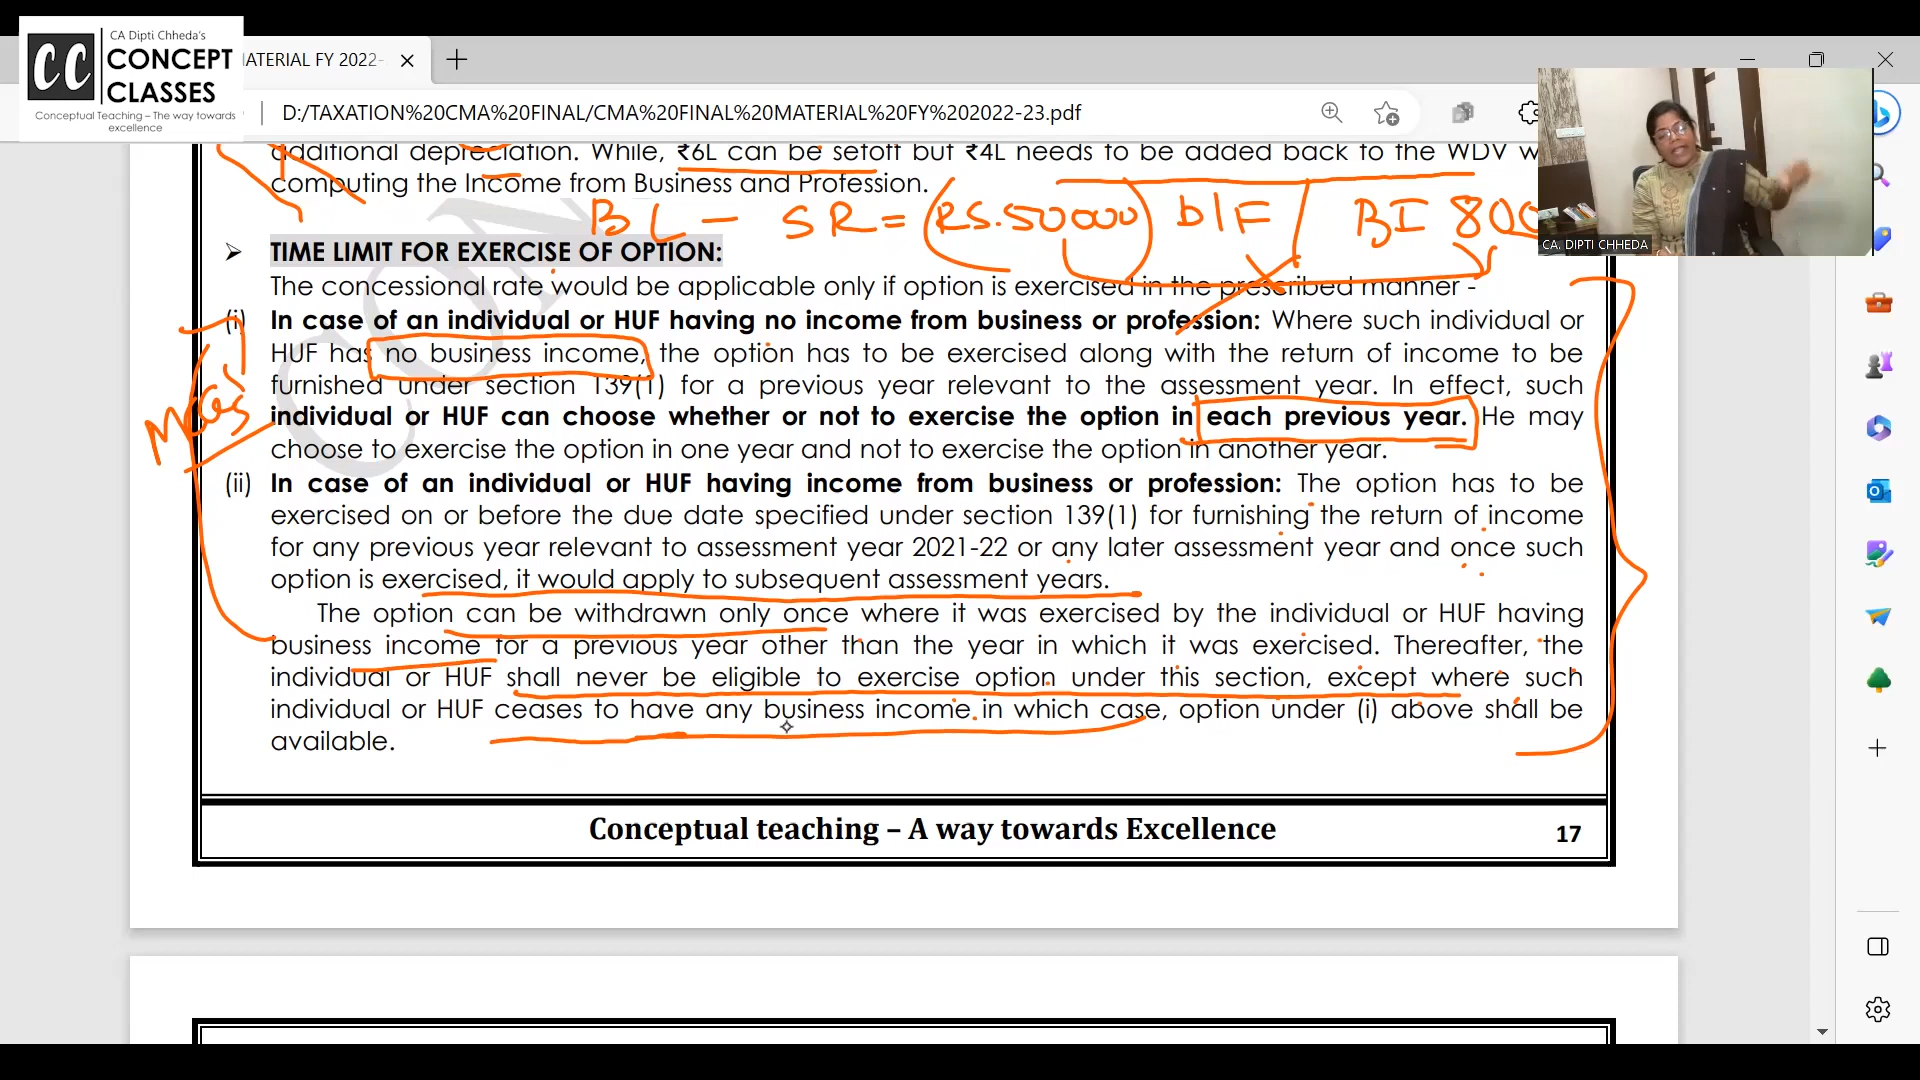 CA Dipti Chheda's
CC CONCEPT
CLASSES
Conceptual Teaching – The way towards
excellence
ATERIAL FY 2022-
D:/TAXATION%20CMA%20FINAL/CMA%20FINAL%20MATERIAL%20FY%202022-23.pdf
CA. DIPTI CHHEDA
additional depreciation. While, ₹6L can be setoff but ₹4L needs to be added back to the WDV w
computing the Income from Business and Profession.
BL - SR = RS.50000 b/F BI 800
➢ TIME LIMIT FOR EXERCISE OF OPTION:
The concessional rate would be applicable only if option is exercised in the prescribed manner -
(i) In case of an individual or HUF having no income from business or profession: Where such individual or
HUF has no business income, the option has to be exercised along with the return of income to be
furnished under section 139(1) for a previous year relevant to the assessment year. In effect, such
individual or HUF can choose whether or not to exercise the option in each previous year. He may
choose to exercise the option in one year and not to exercise the option in another year.
(ii) In case of an individual or HUF having income from business or profession: The option has to be
exercised on or before the due date specified under section 139(1) for furnishing the return of income
for any previous year relevant to assessment year 2021-22 or any later assessment year and once such
option is exercised, it would apply to subsequent assessment years.
The option can be withdrawn only once where it was exercised by the individual or HUF having
business income for a previous year other than the year in which it was exercised. Thereafter, the
individual or HUF shall never be eligible to exercise option under this section, except where such
individual or HUF ceases to have any business income in which case, option under (i) above shall be
available.
Conceptual teaching – A way towards Excellence
17